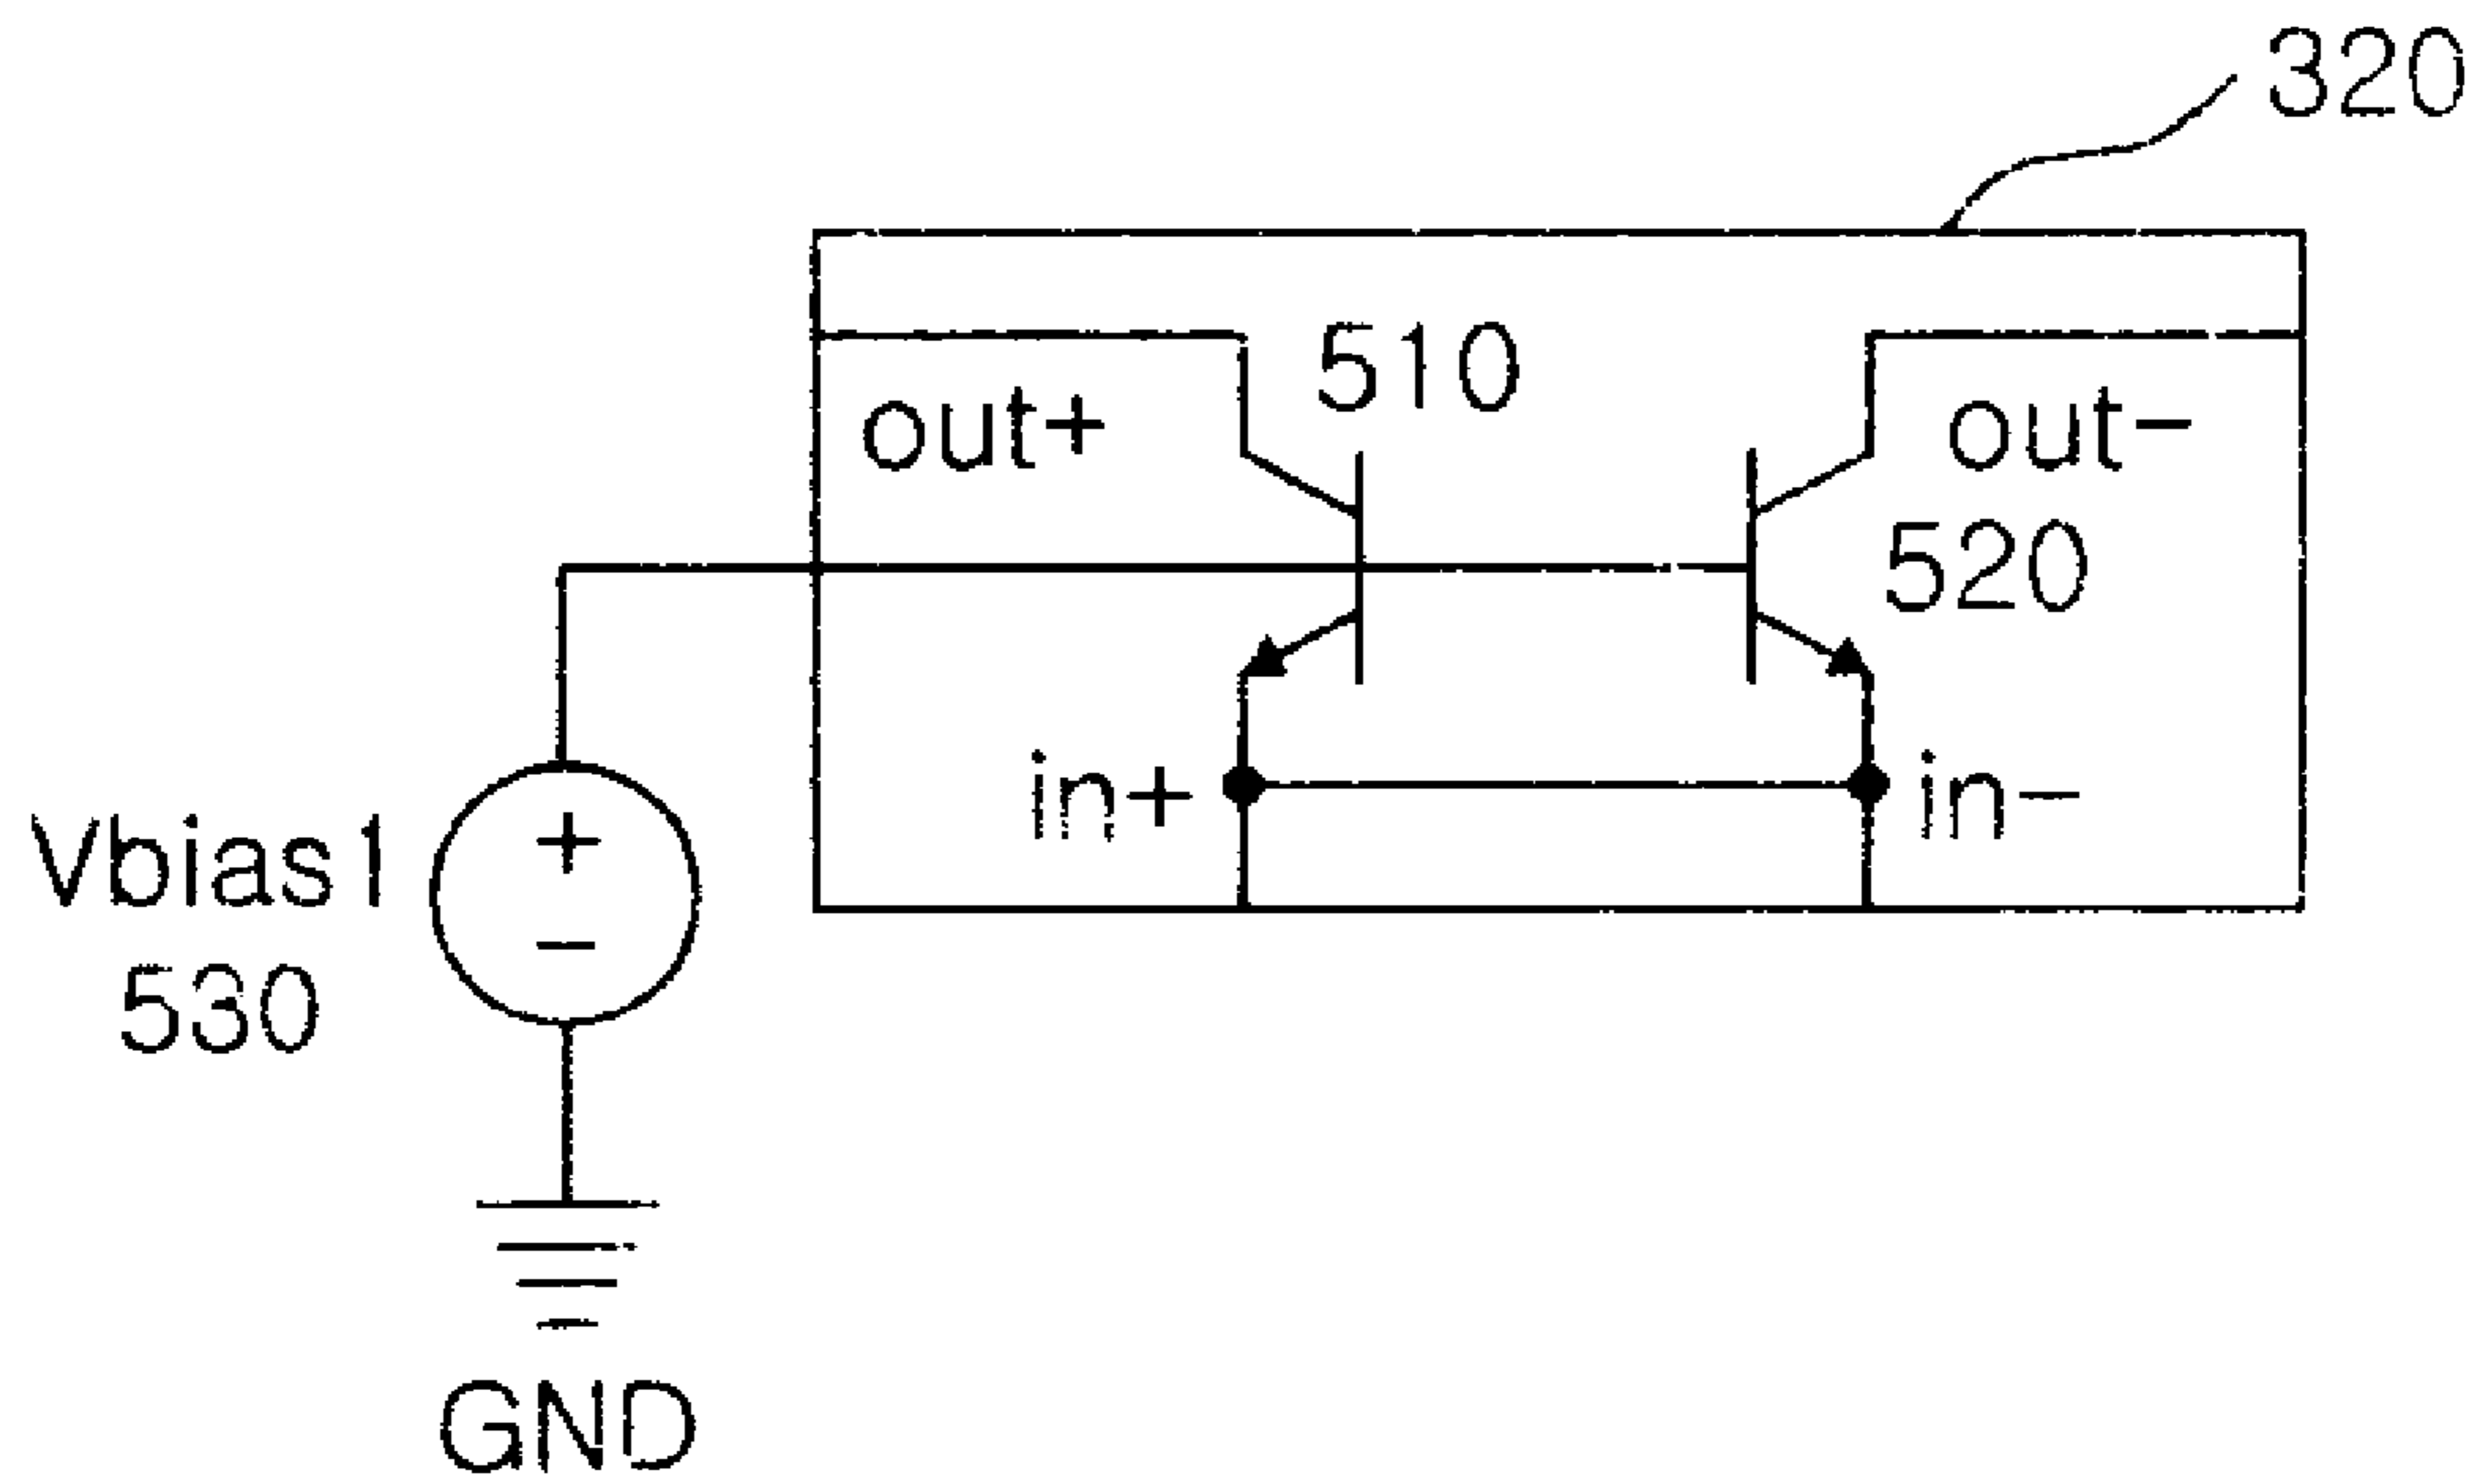 320
510
out+
out-
520
in+
in-
Vbias1
+
-
530
GND